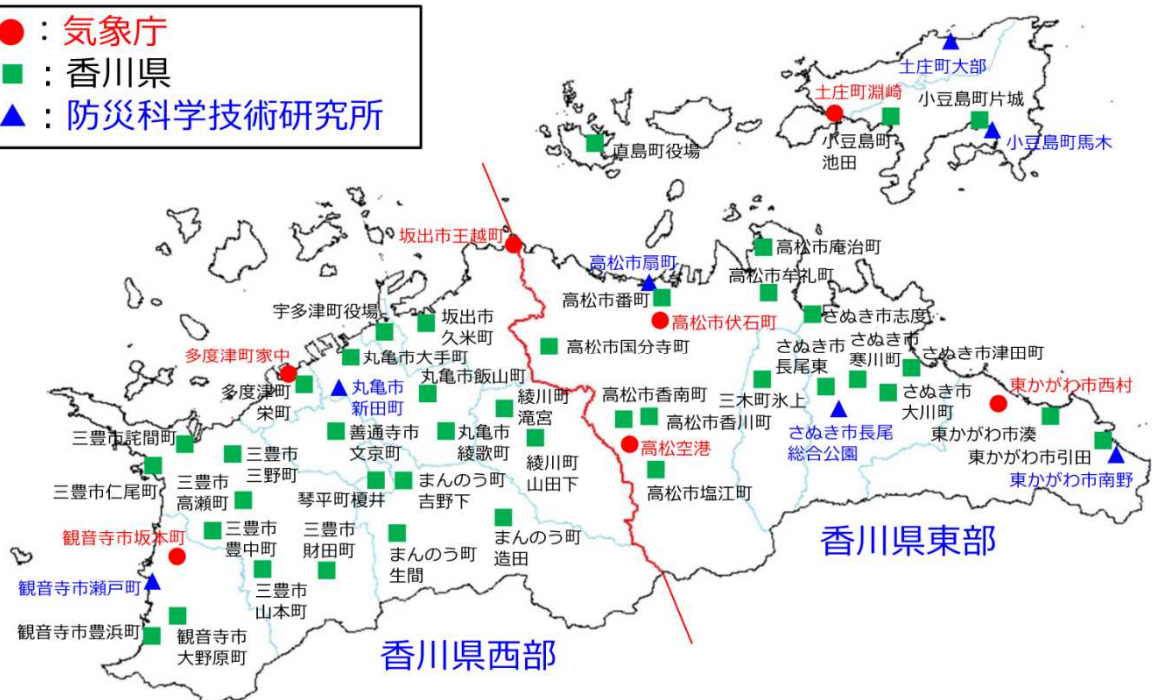 ●：気象庁
■：香川県
▲：防災科学技術研究所
土庄町大部
土庄町淵崎
小豆島町片城
小豆島町
池田
小豆島町馬木
直島町役場
坂出市王越町
高松市庵治町
高松市扇町
高松市牟礼町
高松市番町
高松市伏石町
宇多津町役場
坂出市
久米町
さぬき市志度
高松市国分寺町
さぬき市
長尾東
さぬき市
寒川町
さぬき市津田町
多度津町家中
丸亀市大手町
丸亀市飯山町
多度津町
栄町
丸亀市
新田町
綾川町
滝宮
高松市香南町
高松市香川町
三木町氷上
さぬき市
大川町
東かがわ市西村
三豊市詫間町
善通寺市
文京町
丸亀市
綾歌町
高松空港
さぬき市長尾
総合公園
東かがわ市湊
東かがわ市引田
東かがわ市南野
三豊市仁尾町
三豊市
三野町
三豊市
高瀬町
琴平町榎井
まんのう町
吉野下
綾川町
山田下
高松市塩江町
観音寺市坂本町
三豊市
豊中町
三豊市
財田町
まんのう町
生間
まんのう町
造田
香川県東部
観音寺市瀬戸町
三豊市
山本町
観音寺市豊浜町
観音寺市
大野原町
香川県西部